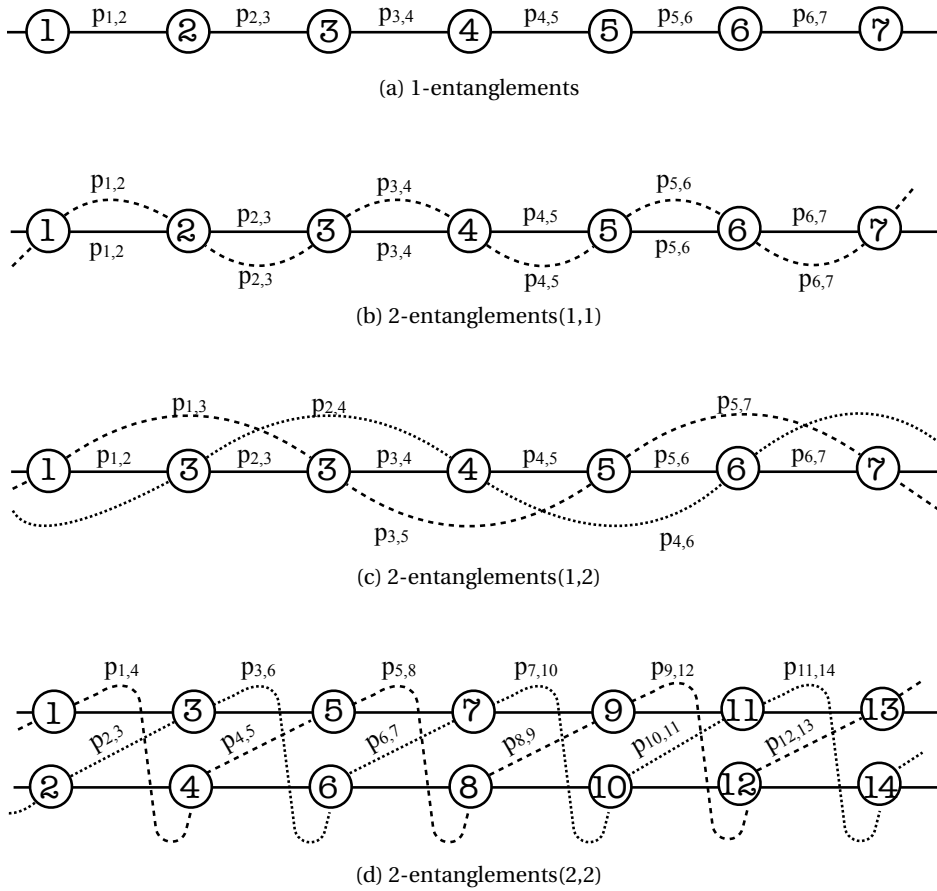 p1,2 p2,3 p3,4 p4,5 p5,6 p6,7
1 2 3 4 5 6 7
(a) 1-entanglements
p1,2 p3,4 p5,6
p2,3 p4,5 p6,7
1 2 3 4 5 6 7
p1,2 p3,4 p5,6
p2,3 p4,5 p6,7
(b) 2-entanglements(1,1)
p1,3 p2,4 p5,7
p1,2 p2,3 p3,4 p4,5 p5,6 p6,7
1 3 3 4 5 6 7
p3,5 p4,6
(c) 2-entanglements(1,2)
p1,4 p3,6 p5,8 p7,10 p9,12 p11,14
1 3 5 7 9 11 13
p2,3 p4,5 p6,7 p8,9 p10,11 p12,13
2 4 6 8 10 12 14
(d) 2-entanglements(2,2)